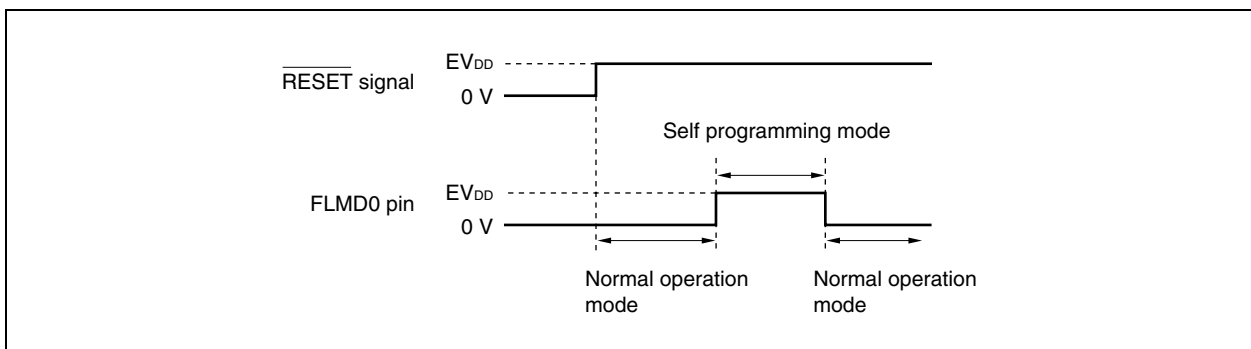 EVDD
RESET signal
0 V
Self programming mode
EVDD
FLMD0 pin
0 V
Normal operation
mode
Normal operation
mode